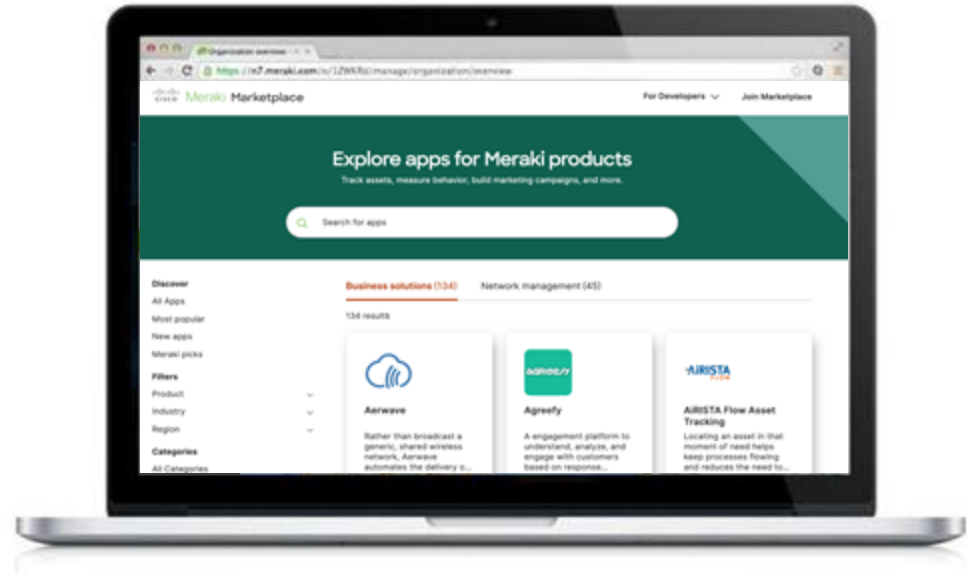 Organization overview
https://n7.meraki.com/o/
/manage/organization/overview
CISCO Meraki Marketplace
For Developers
Join Marketplace
Explore apps for Meraki products
Track assets, measure behavior, build marketing campaigns, and more.
Search for apps
Discover
All Apps
Most popular
New apps
Meraki picks
Filters
Product
Industry
Region
Categories
All Categories
Business solutions (134)
Network management (45)
134 results
Aerwave
Rather than broadcast a
generic, shared wireless
network, Aerwave
automates the delivery o...
agreefy
Agreefy
A engagement platform to
understand, analyze, and
engage with customers
based on response...
AiRISTA
FLOW
AiRISTA Flow Asset
Tracking
Locating an asset in that
moment of need helps
keep processes flowing
and reduces the need to...